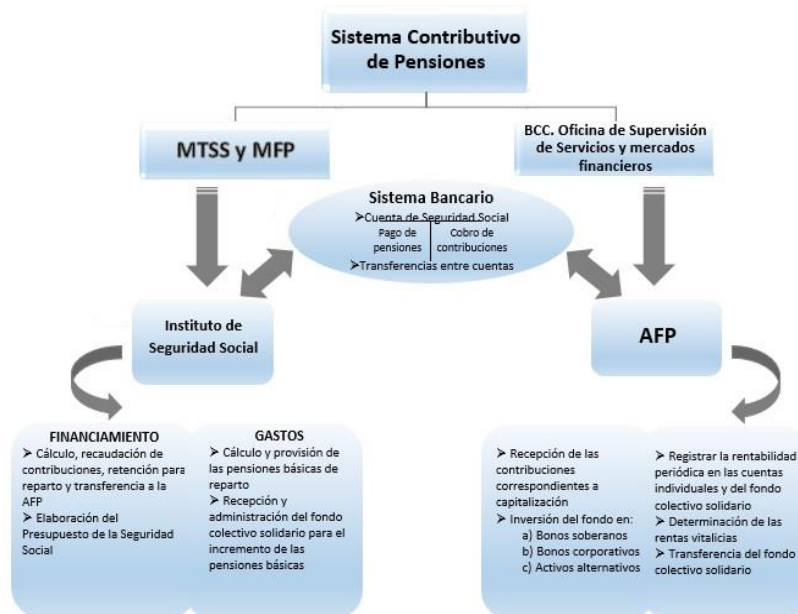 Sistema Contributivo
de Pensiones
MTSS y MFP
BCC. Oficina de Supervisión
de Servicios y mercados
financieros
Sistema Bancario
➢Cuenta de Seguridad Social
Pago de
pensiones
Cobro de
contribuciones
➢Transferencias entre cuentas
Instituto de
Seguridad Social
AFP
FINANCIAMIENTO
➢ Cálculo, recaudación de
contribuciones, retención para
reparto y transferencia a la
AFP
➢ Elaboración del
Presupuesto de la Seguridad
Social
GASTOS
➢ Cálculo y provisión de
las pensiones básicas de
reparto
➢ Recepción y
administración del fondo
colectivo solidario para el
incremento de las
pensiones básicas
➢ Recepción de las
contribuciones
correspondientes a
capitalización
➢ Inversión del fondo en:
a) Bonos soberanos
b) Bonos corporativos
c) Activos alternativos
➢ Registrar la rentabilidad
periódica en las cuentas
individuales y del fondo
colectivo solidario
➢ Determinación de las
rentas vitalicias
➢ Transferencia del fondo
colectivo solidario